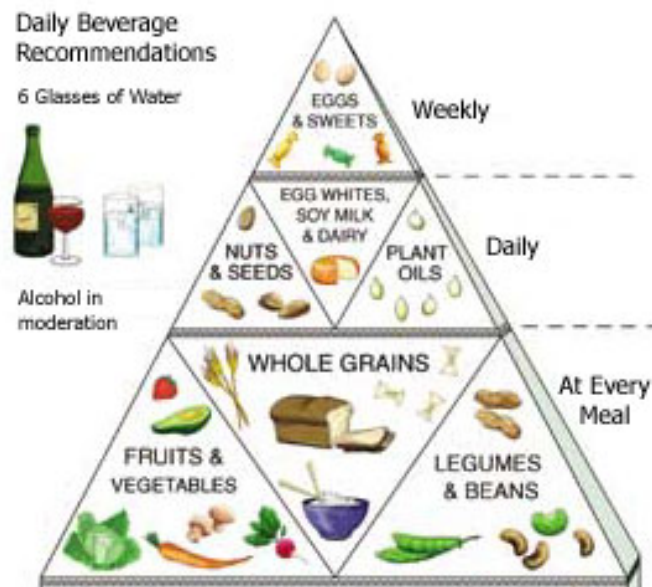 Daily Beverage
Recommendations
6 Glasses of Water
Alcohol in
moderation
EGGS
& SWEETS
Weekly
EGG WHITES,
SOY MILK
& DAIRY
NUTS
& SEEDS
PLANT
OILS
Daily
WHOLE GRAINS
At Every
Meal
FRUITS &
VEGETABLES
LEGUMES
& BEANS